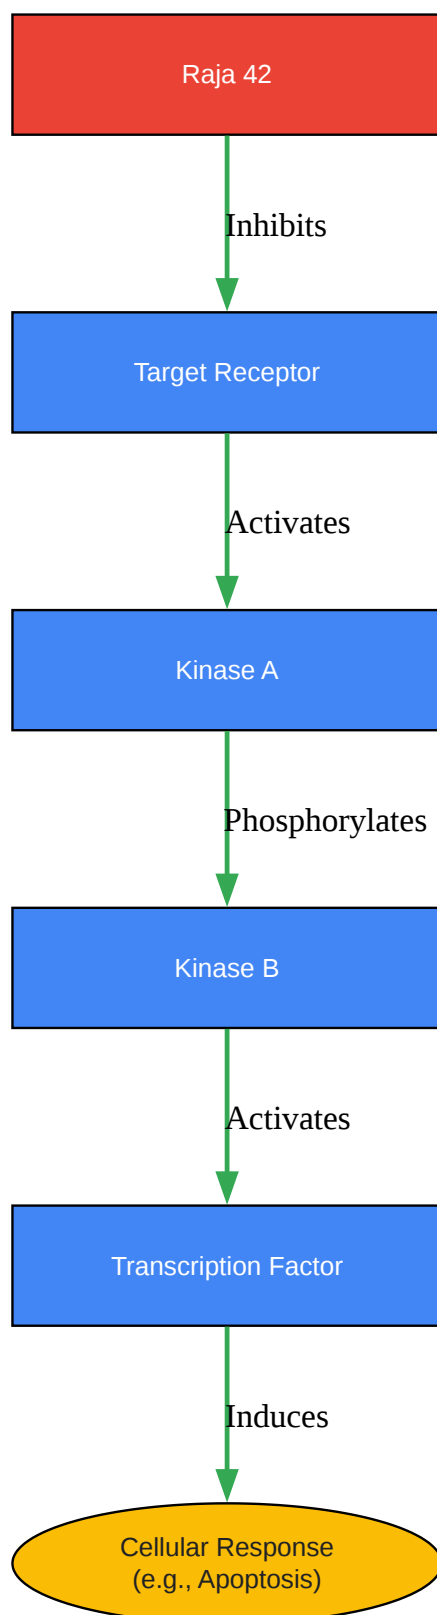 Raja 42
Inhibits
Target Receptor
Activates
Kinase A
Phosphorylates
Kinase B
Activates
Transcription Factor
Induces
Cellular Response
(e.g., Apoptosis)